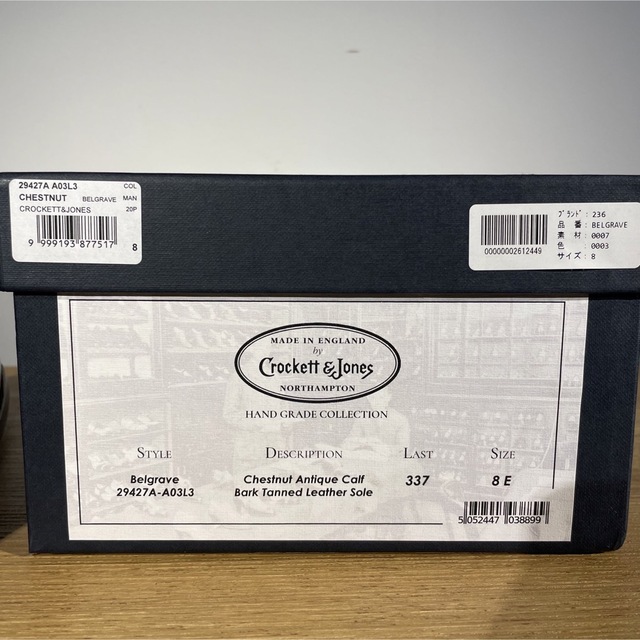 29427A A03L3 COL
CHESTNUT BELGRAVE MAN
CROCKETT&JONES 20P
9 999193 877517 8
00000002612449
ﾌﾞﾗﾝﾄﾞ: 236
品 番: BELGRAVE
素 材: 0007
色 : 0003
サイズ: 8
MADE IN ENGLAND
by
Crockett & Jones
NORTHAMPTON
HAND GRADE COLLECTION
STYLE DESCRIPTION LAST SIZE
Belgrave Chestnut Antique Calf 337 8 E
29427A-A03L3 Bark Tanned Leather Sole
5 052447 038899